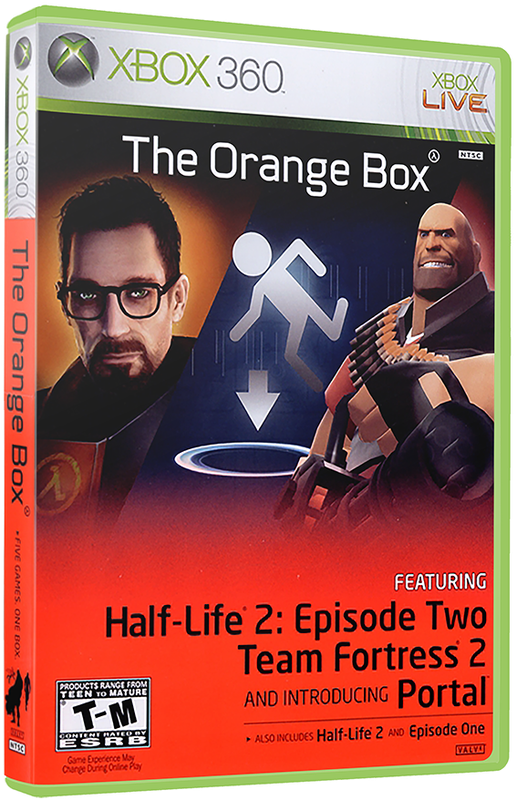 XBOX 360
XBOX
LIVE
NTSC
The Orange Box
FEATURING
Half-Life® 2: Episode Two
Team Fortress® 2
AND INTRODUCING Portal™
▸ ALSO INCLUDES Half-Life® 2 AND Episode One
VALVE
PRODUCTS RANGE FROM
TEEN TO MATURE
T-M
CONTENT RATED BY
ESRB
Game Experience May
Change During Online Play
XBOX 360
The Orange Box®
• FIVE GAMES. ONE BOX.
NTSC